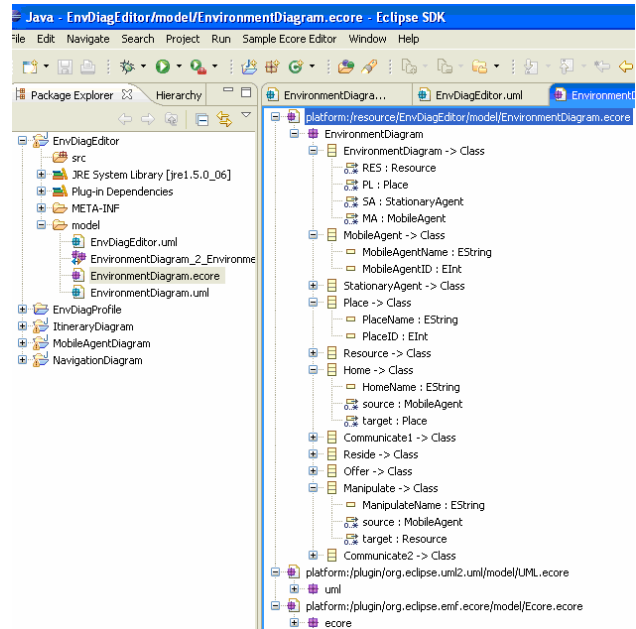 Java - EnvDiagEditor/model/EnvironmentDiagram.ecore - Eclipse SDK
File Edit Navigate Search Project Run Sample Ecore Editor Window Help
Package Explorer Hierarchy
EnvDiagEditor
src
JRE System Library [jre1.5.0_06]
Plug-in Dependencies
META-INF
model
EnvDiagEditor.uml
EnvironmentDiagram_2_Environme
EnvironmentDiagram.ecore
EnvironmentDiagram.uml
EnvDiagProfile
ItineraryDiagram
MobileAgentDiagram
NavigationDiagram
EnvironmentDiagra... EnvDiagEditor.uml EnvironmentD
platform:/resource/EnvDiagEditor/model/EnvironmentDiagram.ecore
EnvironmentDiagram
EnvironmentDiagram -> Class
RES : Resource
PL : Place
SA : StationaryAgent
MA : MobileAgent
MobileAgent -> Class
MobileAgentName : EString
MobileAgentID : EInt
StationaryAgent -> Class
Place -> Class
PlaceName : EString
PlaceID : EInt
Resource -> Class
Home -> Class
HomeName : EString
source : MobileAgent
target : Place
Communicate1 -> Class
Reside -> Class
Offer -> Class
Manipulate -> Class
ManipulateName : EString
source : MobileAgent
target : Resource
Communicate2 -> Class
platform:/plugin/org.eclipse.uml2.uml/model/UML.ecore
uml
platform:/plugin/org.eclipse.emf.ecore/model/Ecore.ecore
ecore